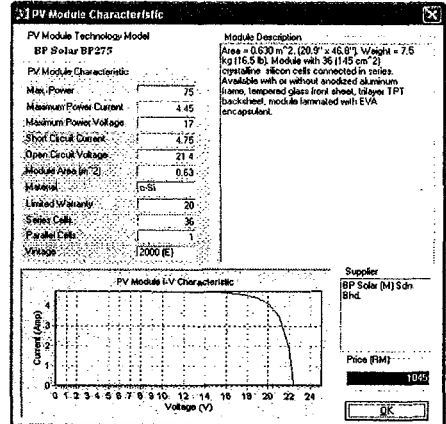 PV Module Characteristic
PV Module Technology Model
BP Solar BP275
PV Module Characteristic
Max. Power 75
Maximum Power Current 4.45
Maximum Power Voltage 17
Short Circuit Current 4.75
Open Circuit Voltage 21.4
Module Area (m^2) 0.63
Material c-Si
Limited Warranty 20
Series Cells 36
Parallel Cells 1
Vintage 2000 (E)
Module Description
Area = 0.630 m^2, (20.9" x 46.8"). Weight = 7.5
kg (16.5 lb). Module with 36 (145 cm^2)
crystalline silicon cells connected in series.
Available with or without anodized aluminum
frame, tempered glass front sheet, trilayer TPT
backsheet, module laminated with EVA
encapsulant.
PV Module I-V Characteristic
Current (Amp)
4
3
2
1
0
0 1 2 3 4 5 6 7 8 9 10 12 14 16 18 20 22 24
Voltage (V)
Supplier
BP Solar (M) Sdn
Bhd.
Price (RM)
1045
OK